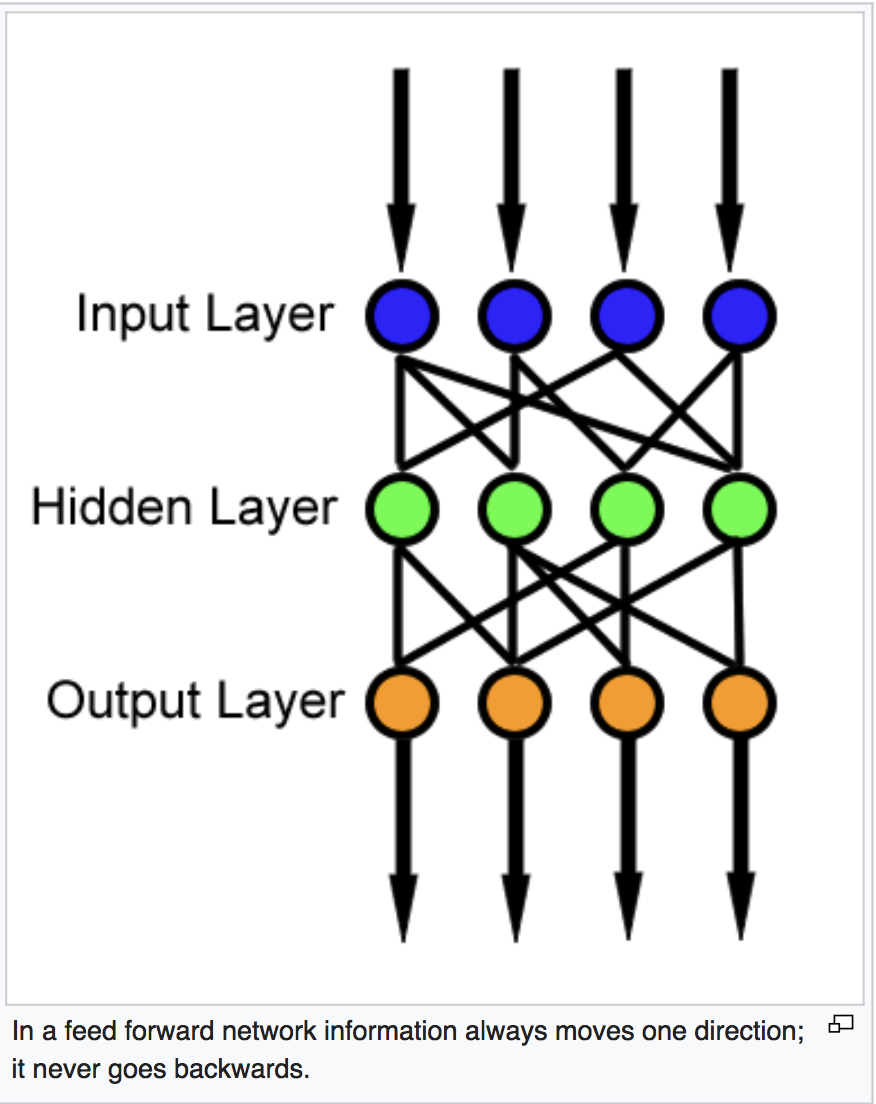 Input Layer
Hidden Layer
Output Layer
In a feed forward network information always moves one direction;
it never goes backwards.